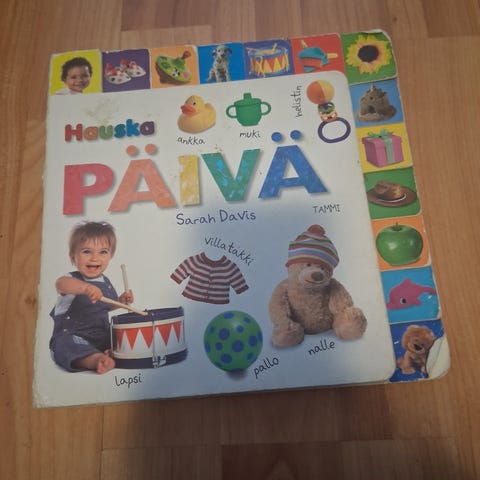 Hauska
ankka
muki
helistin
PÄIVÄ
Sarah Davis
TAMMI
villatakki
lapsi
pallo
nalle